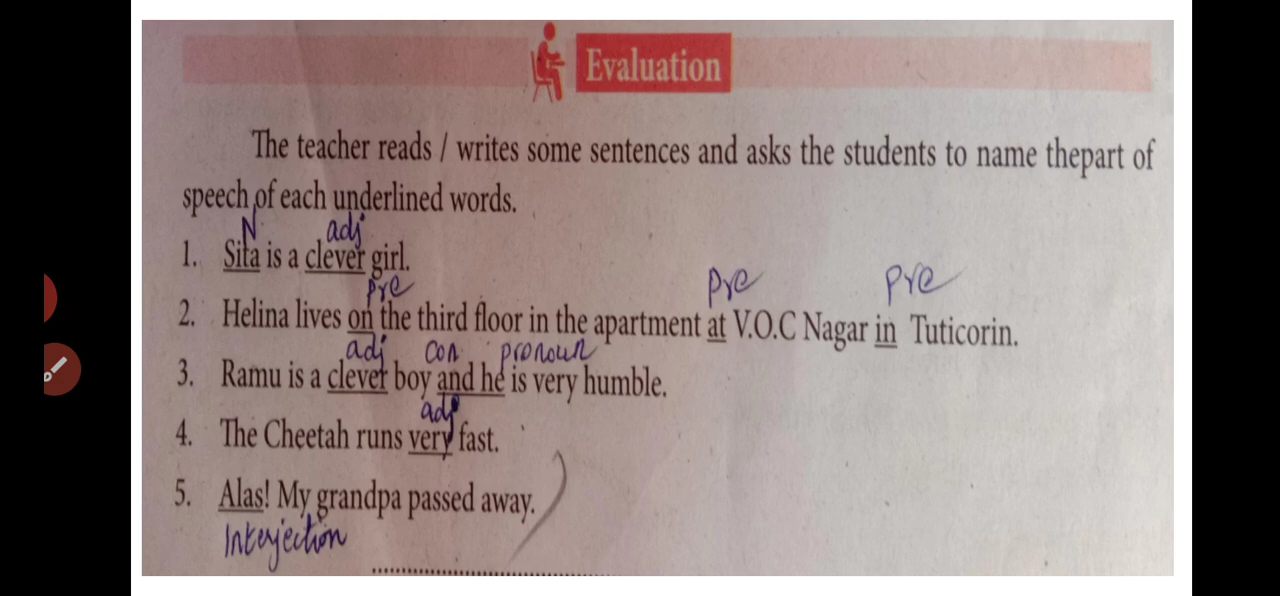 Evaluation
The teacher reads / writes some sentences and asks the students to name thepart of
speech of each underlined words.
N adj
1. Sita is a clever girl.
pre pre pre
2. Helina lives on the third floor in the apartment at V.O.C Nagar in Tuticorin.
adj con pronoun
3. Ramu is a clever boy and he is very humble.
adj
4. The Cheetah runs very fast.
5. Alas! My grandpa passed away.
Interjection